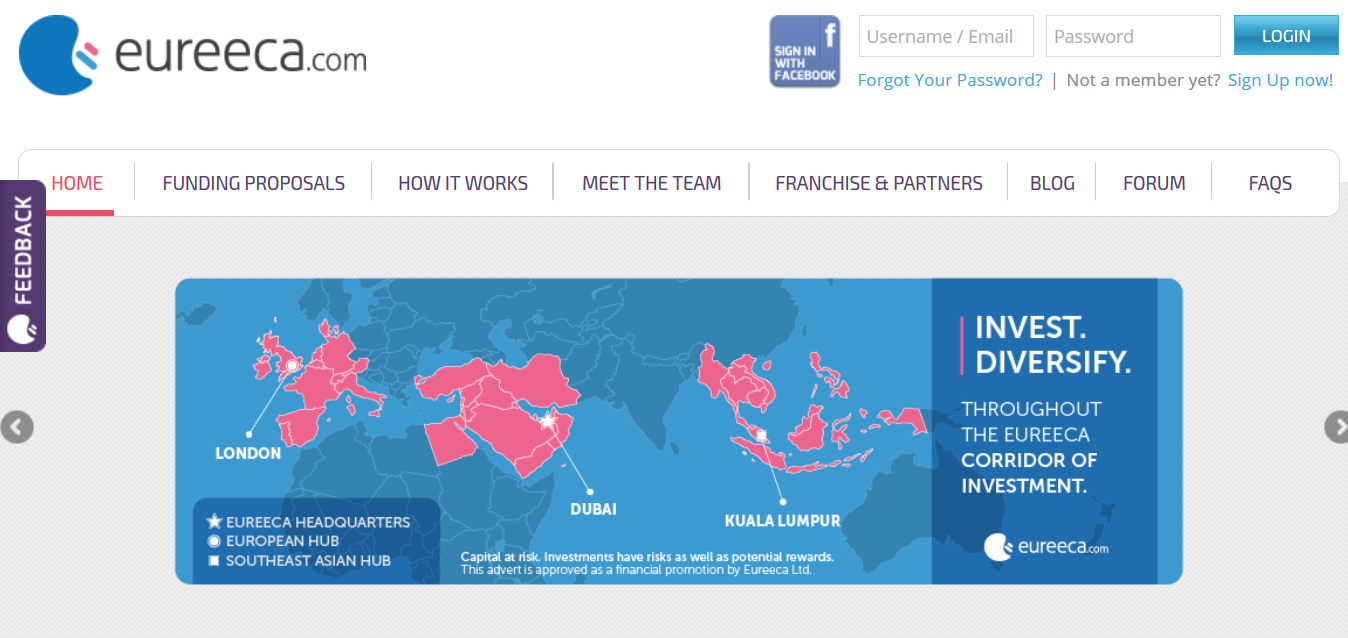 eureeca.com
SIGN IN
WITH
FACEBOOK
f
Username / Email
Password
LOGIN
Forgot Your Password? | Not a member yet? Sign Up now!
HOME
FUNDING PROPOSALS
HOW IT WORKS
MEET THE TEAM
FRANCHISE & PARTNERS
BLOG
FORUM
FAQS
FEEDBACK
LONDON
DUBAI
KUALA LUMPUR
EUREECA HEADQUARTERS
EUROPEAN HUB
SOUTHEAST ASIAN HUB
Capital at risk. Investments have risks as well as potential rewards.
This advert is approved as a financial promotion by Eureeca Ltd.
INVEST.
DIVERSIFY.
THROUGHOUT
THE EUREECA
CORRIDOR OF
INVESTMENT.
eureeca.com